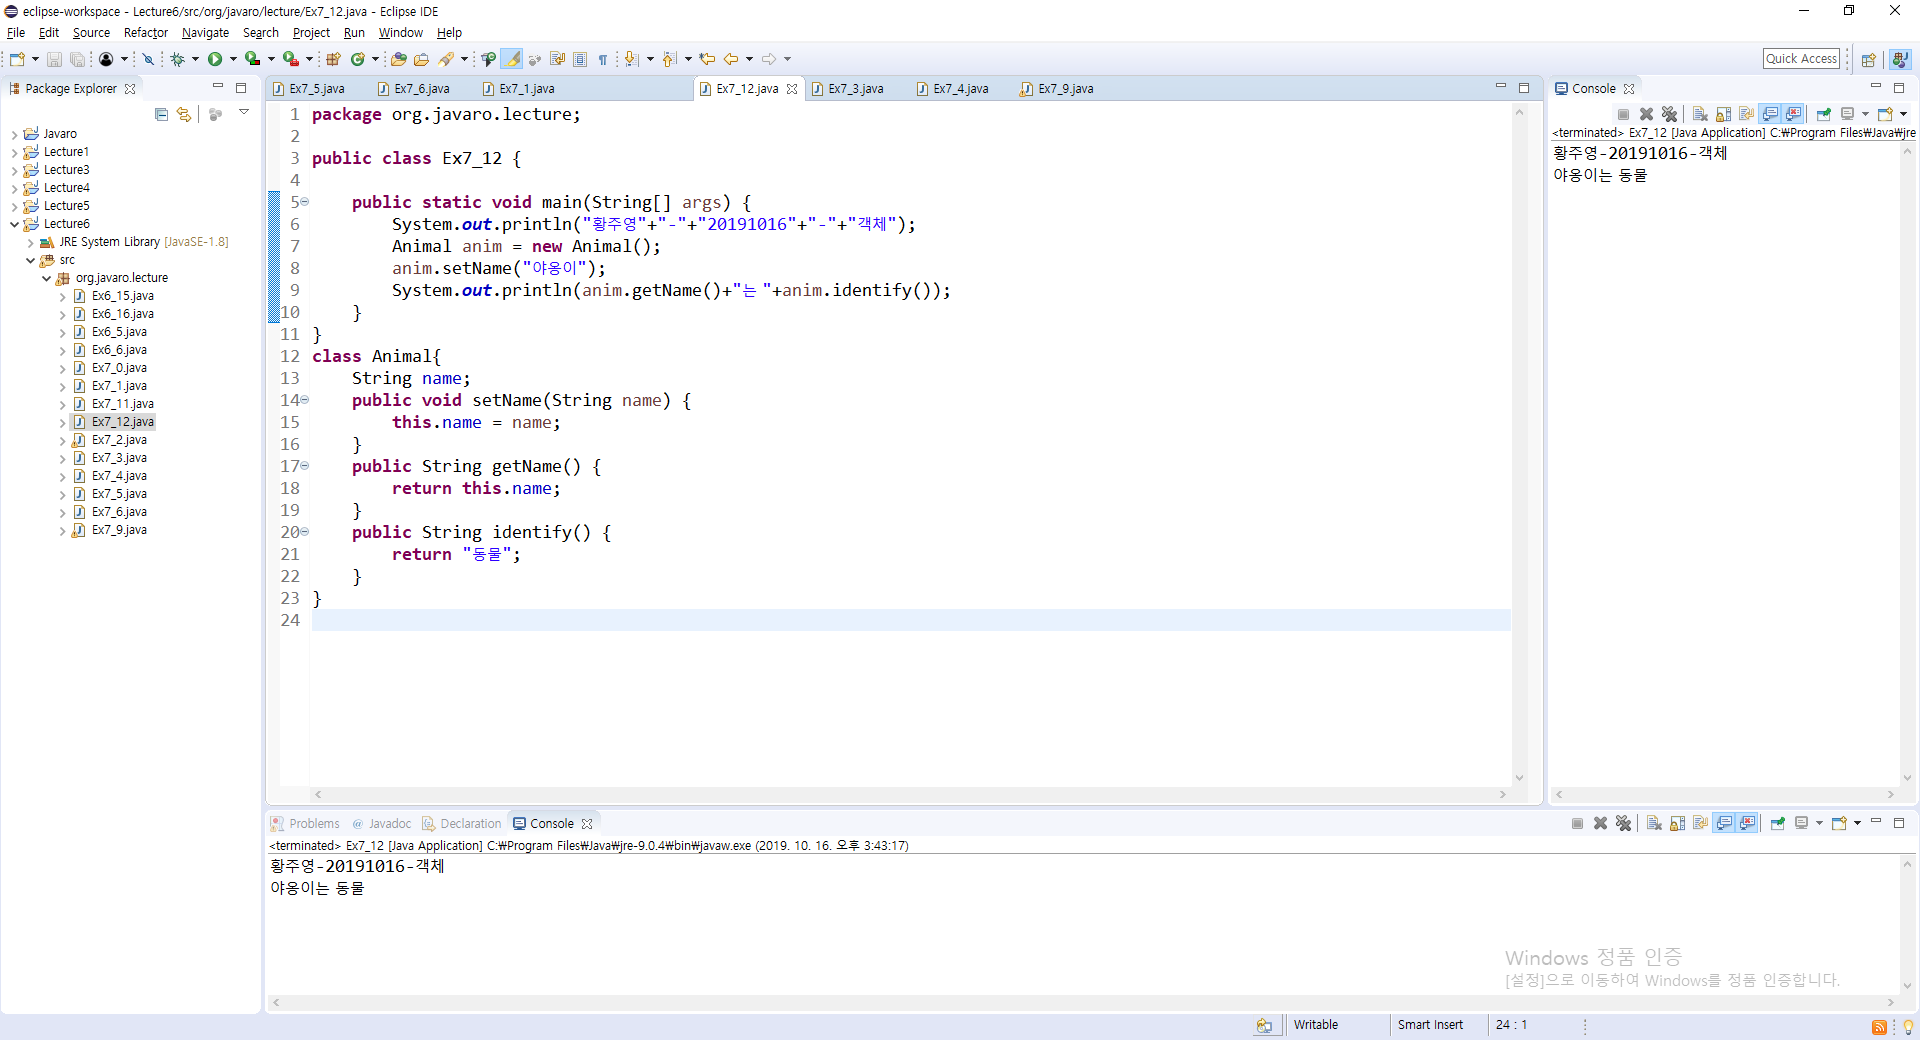 eclipse-workspace - Lecture6/src/org/javaro/lecture/Ex7_12.java - Eclipse IDE
File Edit Source Refactor Navigate Search Project Run Window Help
Quick Access
Package Explorer
Javaro
Lecture1
Lecture3
Lecture4
Lecture5
Lecture6
JRE System Library [JavaSE-1.8]
src
org.javaro.lecture
Ex6_15.java
Ex6_16.java
Ex6_5.java
Ex6_6.java
Ex7_0.java
Ex7_1.java
Ex7_11.java
Ex7_12.java
Ex7_2.java
Ex7_3.java
Ex7_4.java
Ex7_5.java
Ex7_6.java
Ex7_9.java
Ex7_5.java Ex7_6.java Ex7_1.java Ex7_12.java Ex7_3.java Ex7_4.java Ex7_9.java
1 package org.javaro.lecture;
2
3 public class Ex7_12 {
4
5 public static void main(String[] args) {
6 System.out.println("황주영"+"-"+"20191016"+"-"+"객체");
7 Animal anim = new Animal();
8 anim.setName("야옹이");
9 System.out.println(anim.getName()+"는 "+anim.identify());
10 }
11 }
12 class Animal{
13 String name;
14 public void setName(String name) {
15 this.name = name;
16 }
17 public String getName() {
18 return this.name;
19 }
20 public String identify() {
21 return "동물";
22 }
23 }
24
Console
<terminated> Ex7_12 [Java Application] C:₩Program Files₩Java₩jre
황주영-20191016-객체
야옹이는 동물
Problems Javadoc Declaration Console
<terminated> Ex7_12 [Java Application] C:₩Program Files₩Java₩jre-9.0.4₩bin₩javaw.exe (2019. 10. 16. 오후 3:43:17)
황주영-20191016-객체
야옹이는 동물
Windows 정품 인증
[설정]으로 이동하여 Windows를 정품 인증합니다.
Writable Smart Insert 24 : 1